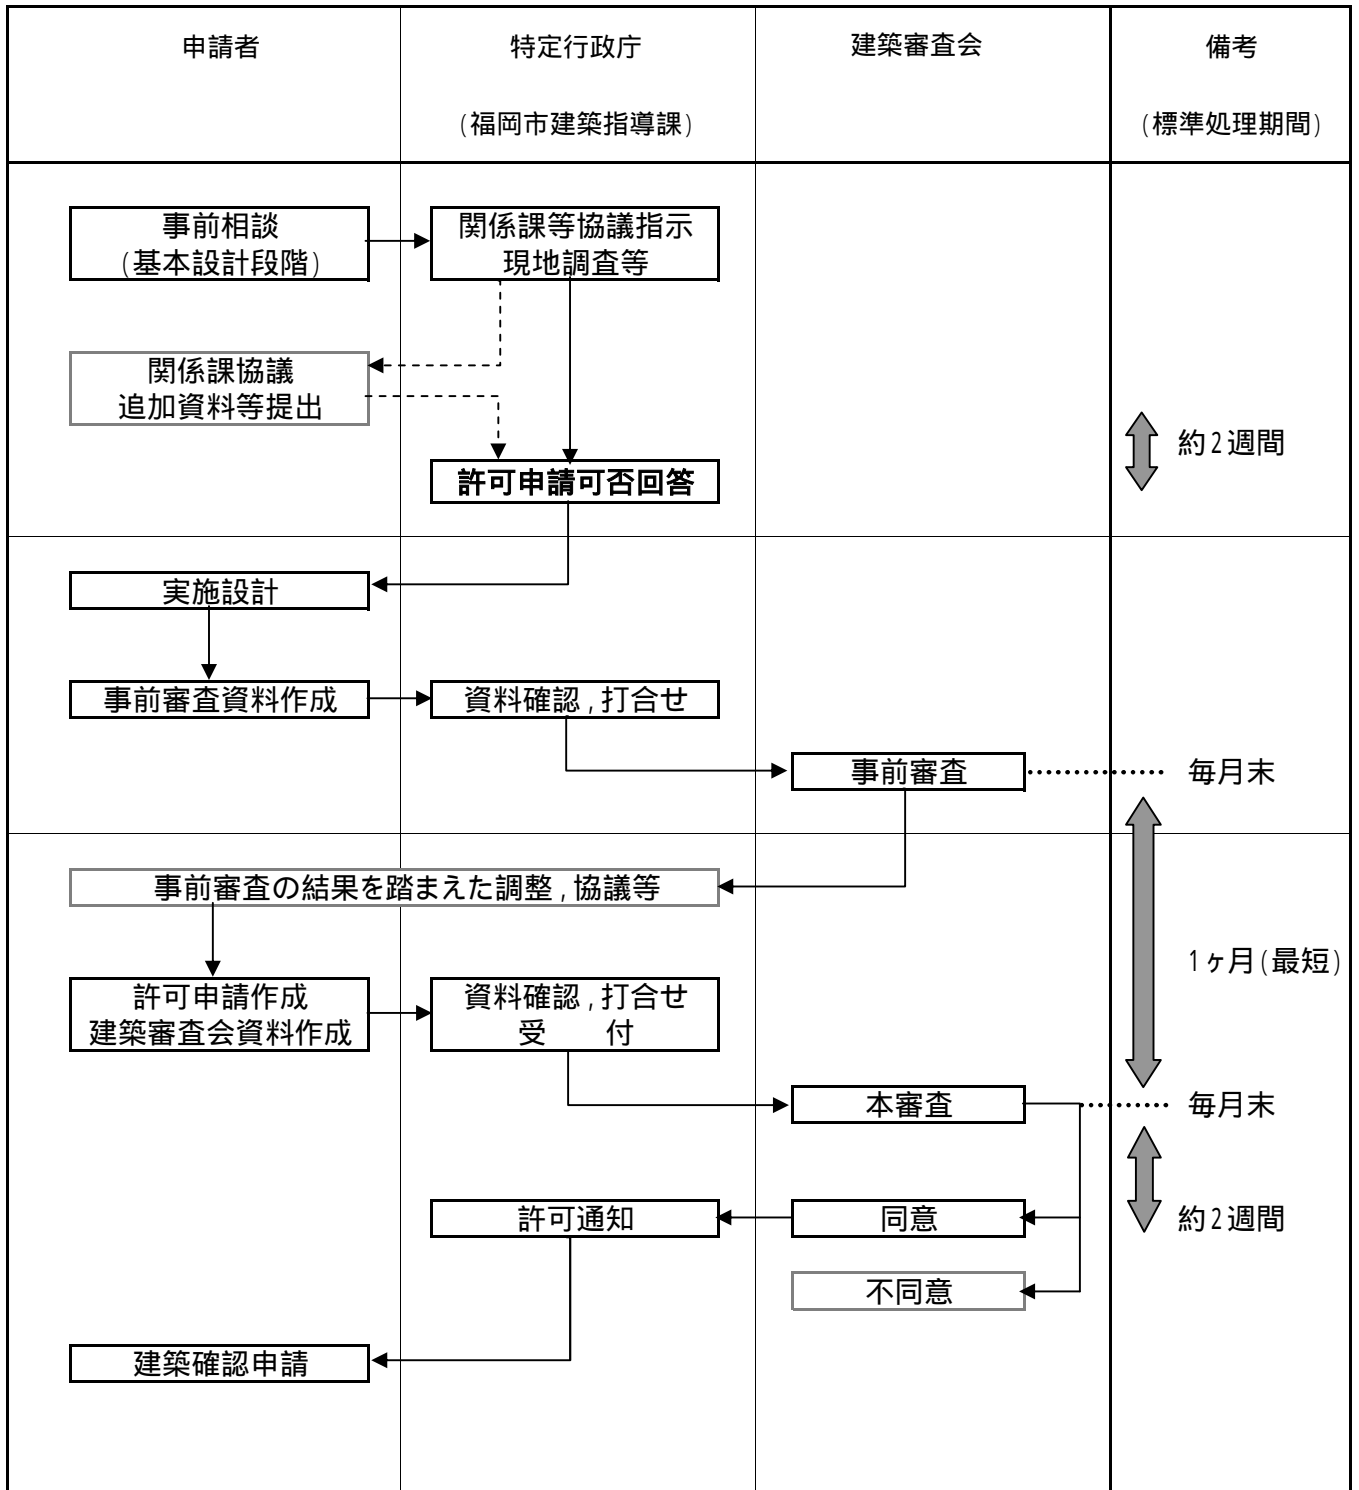 申請者
特定行政庁
(福岡市建築指導課)
建築審査会
備考
(標準処理期間)
事前相談
(基本設計段階)
関係課等協議指示
現地調査等
関係課協議
追加資料等提出
約2週間
許可申請可否回答
実施設計
事前審査資料作成
資料確認,打合せ
事前審査
毎月末
事前審査の結果を踏まえた調整,協議等
1ヶ月(最短)
許可申請作成
建築審査会資料作成
資料確認,打合せ
受　　付
本審査
毎月末
許可通知
同意
約2週間
不同意
建築確認申請